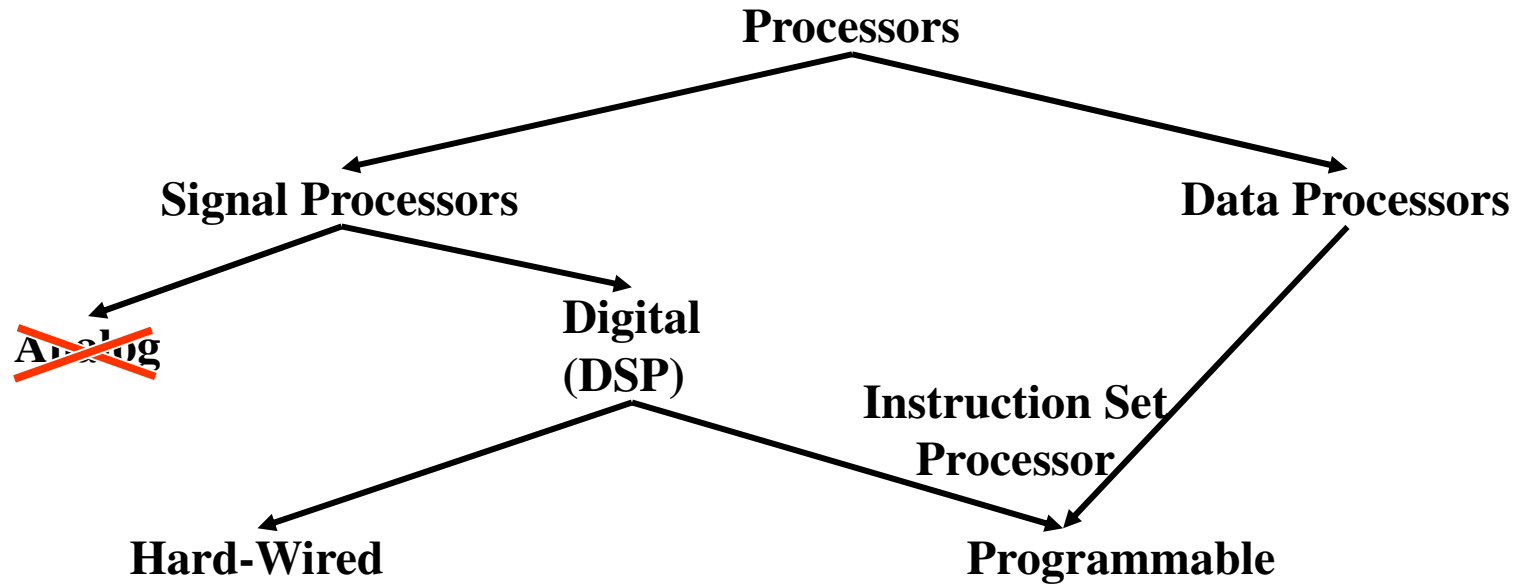 Processors
Signal Processors
Data Processors
Analog
Digital
(DSP)
Instruction Set
Processor
Hard-Wired
Programmable